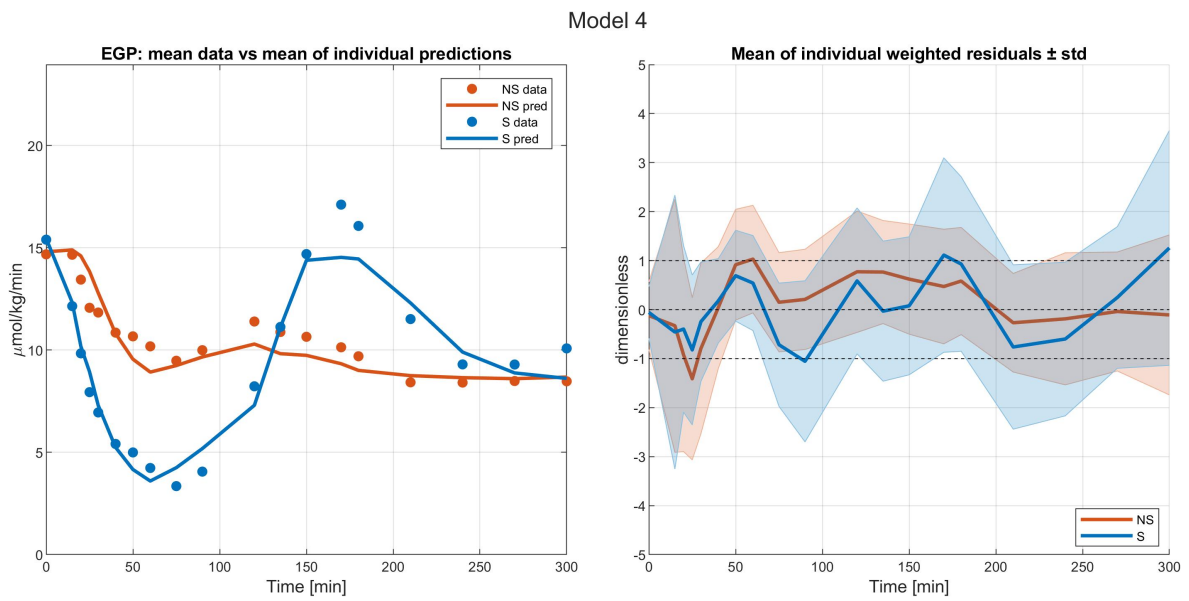 Model 4
EGP: mean data vs mean of individual predictions
NS data
NS pred
S data
S pred
20
15
10
5
0
μmol/kg/min
0 50 100 150 200 250 300
Time [min]
Mean of individual weighted residuals ± std
5
4
3
2
1
0
-1
-2
-3
-4
-5
dimensionless
NS
S
0 50 100 150 200 250 300
Time [min]